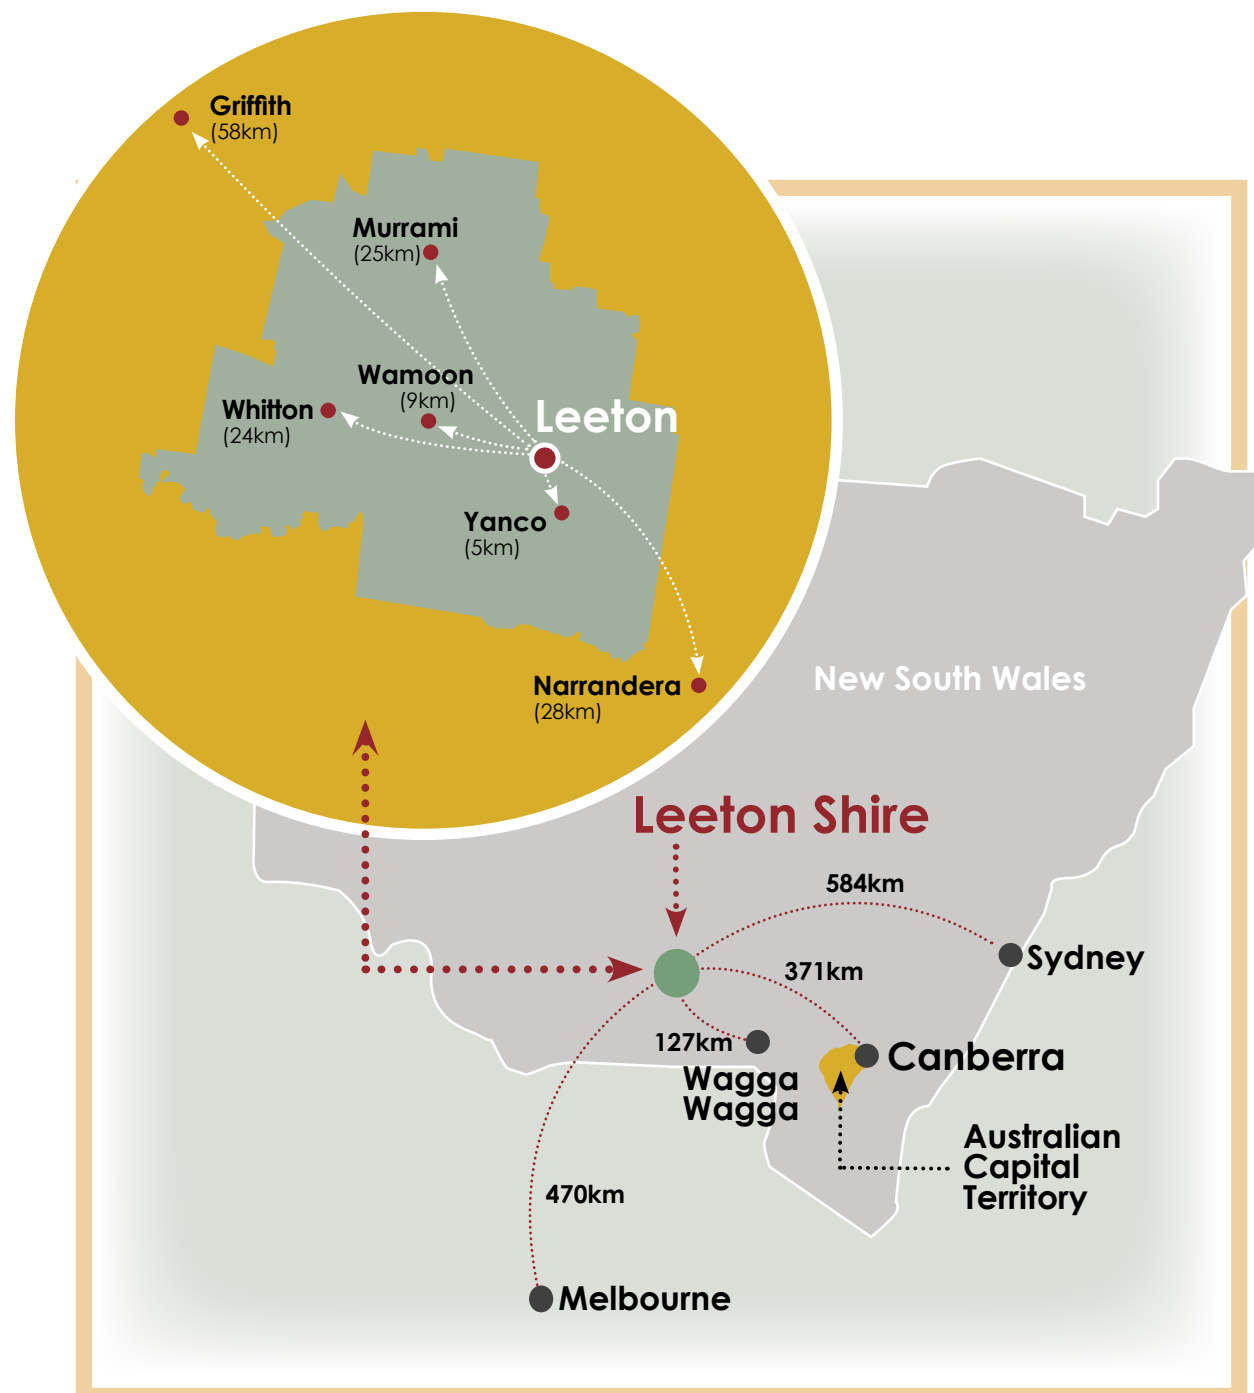 Griffith
(58km)
Murrami
(25km)
Wamoon
(9km)
Whitton
(24km)
Leeton
Yanco
(5km)
Narrandera
(28km)
New South Wales
Leeton Shire
584km
Sydney
371km
127km
Wagga
Wagga
Canberra
Australian
Capital
Territory
470km
Melbourne